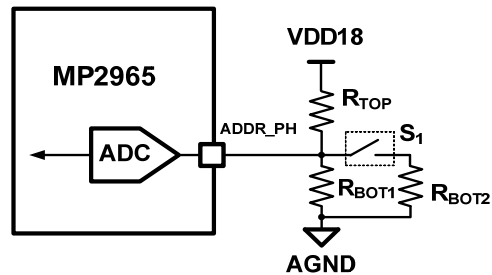 VDD18
MP2965
RTOP
ADDR_PH
S1
ADC
RBOT1
RBOT2
AGND